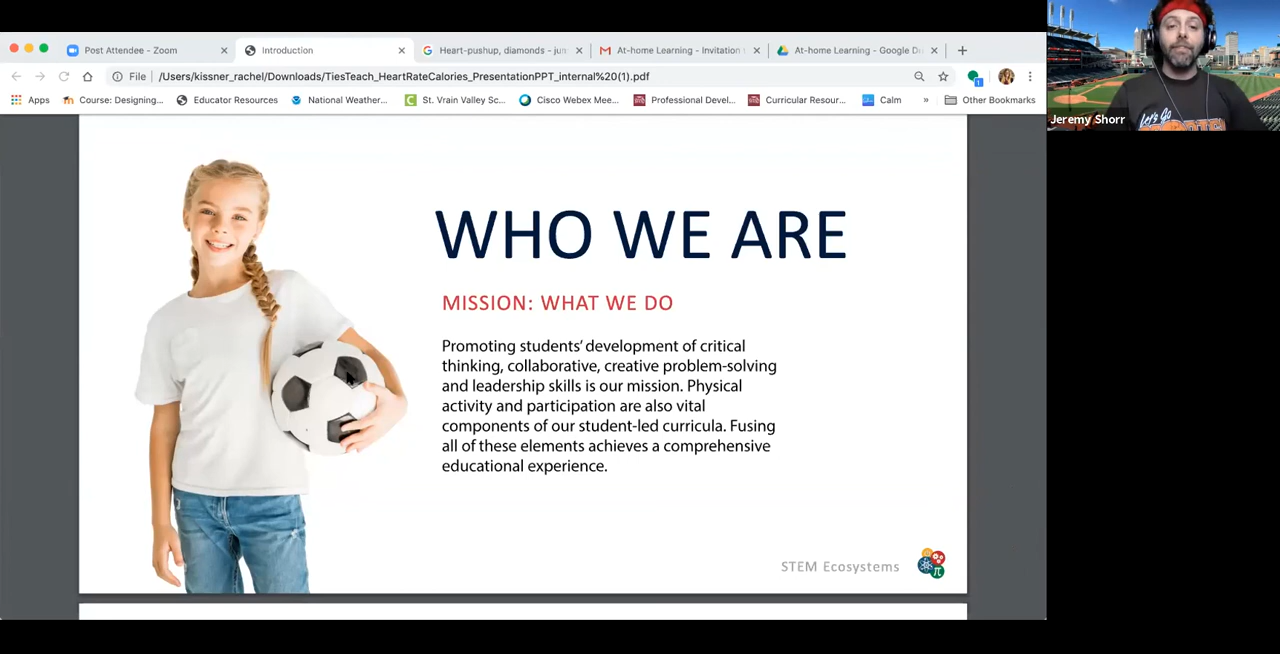 Post Attendee - Zoom
Introduction
Heart-pushup, diamonds - jum
At-home Learning - Invitation t
At-home Learning - Google Dr
File
/Users/kissner_rachel/Downloads/TiesTeach_HeartRateCalories_PresentationPPT_internal%20(1).pdf
Apps
Course: Designing...
Educator Resources
National Weather...
St. Vrain Valley Sc...
Cisco Webex Mee...
Professional Devel...
Curricular Resour...
Calm
»
Other Bookmarks
Let's Go
Jeremy Shorr
WHO WE ARE
MISSION: WHAT WE DO
Promoting students' development of critical
thinking, collaborative, creative problem-solving
and leadership skills is our mission. Physical
activity and participation are also vital
components of our student-led curricula. Fusing
all of these elements achieves a comprehensive
educational experience.
STEM Ecosystems
π